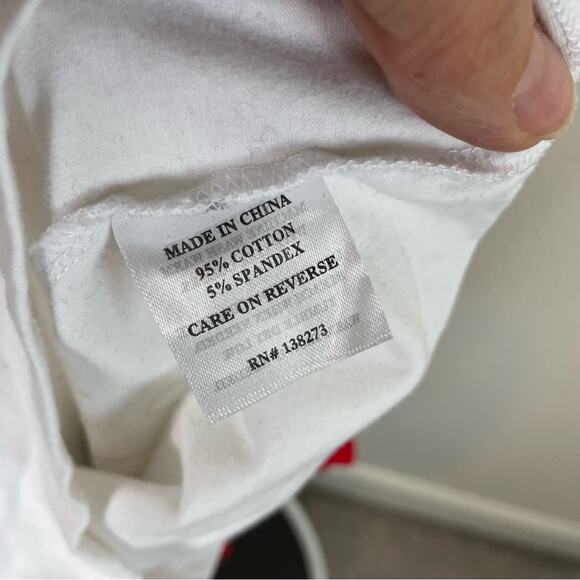 MADE IN CHINA
95% COTTON
5% SPANDEX
CARE ON REVERSE
RN# 138273